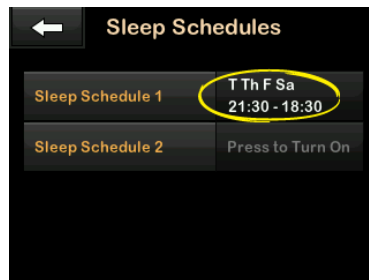 Sleep Schedules
Sleep Schedule 1
T Th F Sa
21:30 - 18:30
Sleep Schedule 2
Press to Turn On